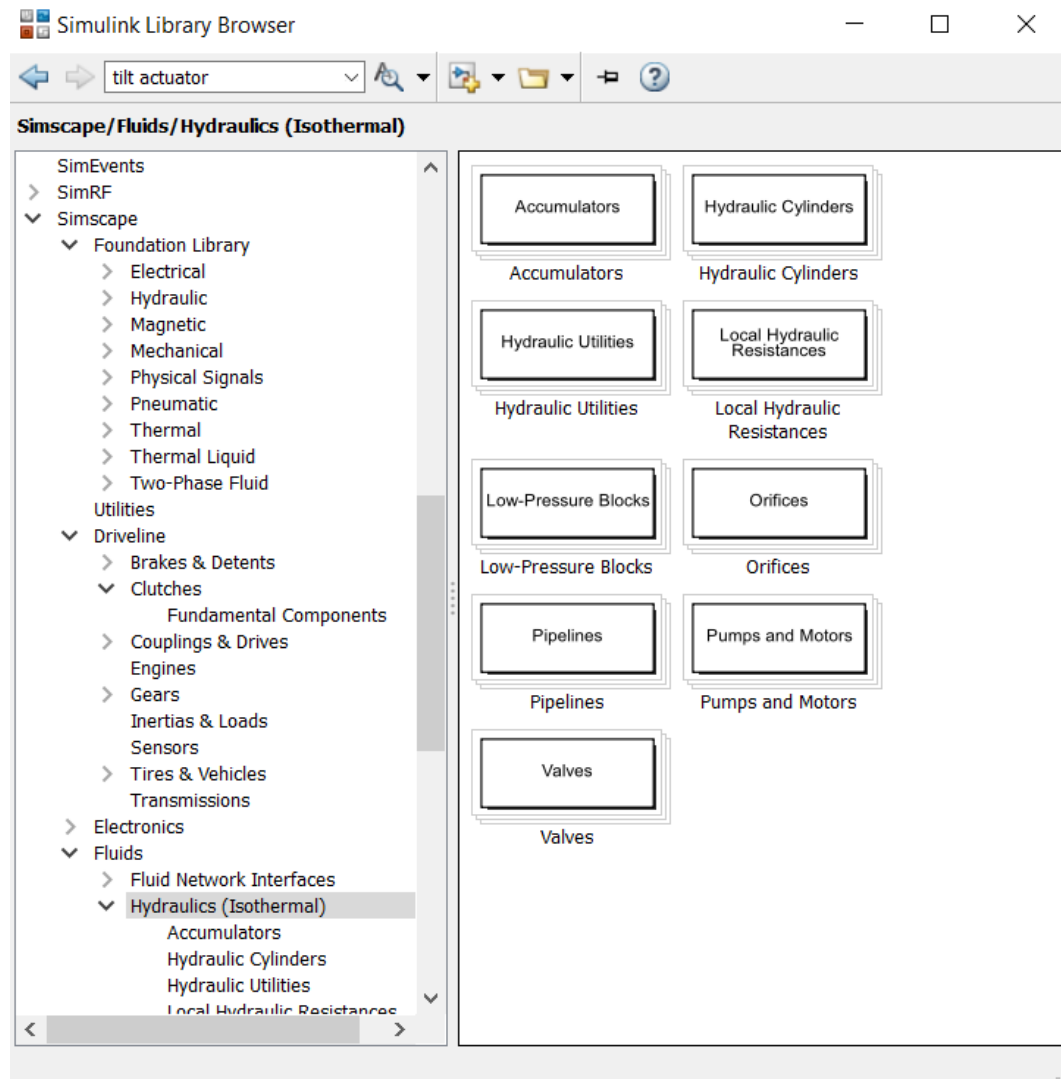 Simulink Library Browser
tilt actuator
Simscape/Fluids/Hydraulics (Isothermal)
SimEvents
SimRF
Simscape
Foundation Library
Electrical
Hydraulic
Magnetic
Mechanical
Physical Signals
Pneumatic
Thermal
Thermal Liquid
Two-Phase Fluid
Utilities
Driveline
Brakes & Detents
Clutches
Fundamental Components
Couplings & Drives
Engines
Gears
Inertias & Loads
Sensors
Tires & Vehicles
Transmissions
Electronics
Fluids
Fluid Network Interfaces
Hydraulics (Isothermal)
Accumulators
Hydraulic Cylinders
Hydraulic Utilities
Local Hydraulic Resistances
Accumulators
Accumulators
Hydraulic Cylinders
Hydraulic Cylinders
Hydraulic Utilities
Hydraulic Utilities
Local Hydraulic
Resistances
Local Hydraulic
Resistances
Low-Pressure Blocks
Low-Pressure Blocks
Orifices
Orifices
Pipelines
Pipelines
Pumps and Motors
Pumps and Motors
Valves
Valves